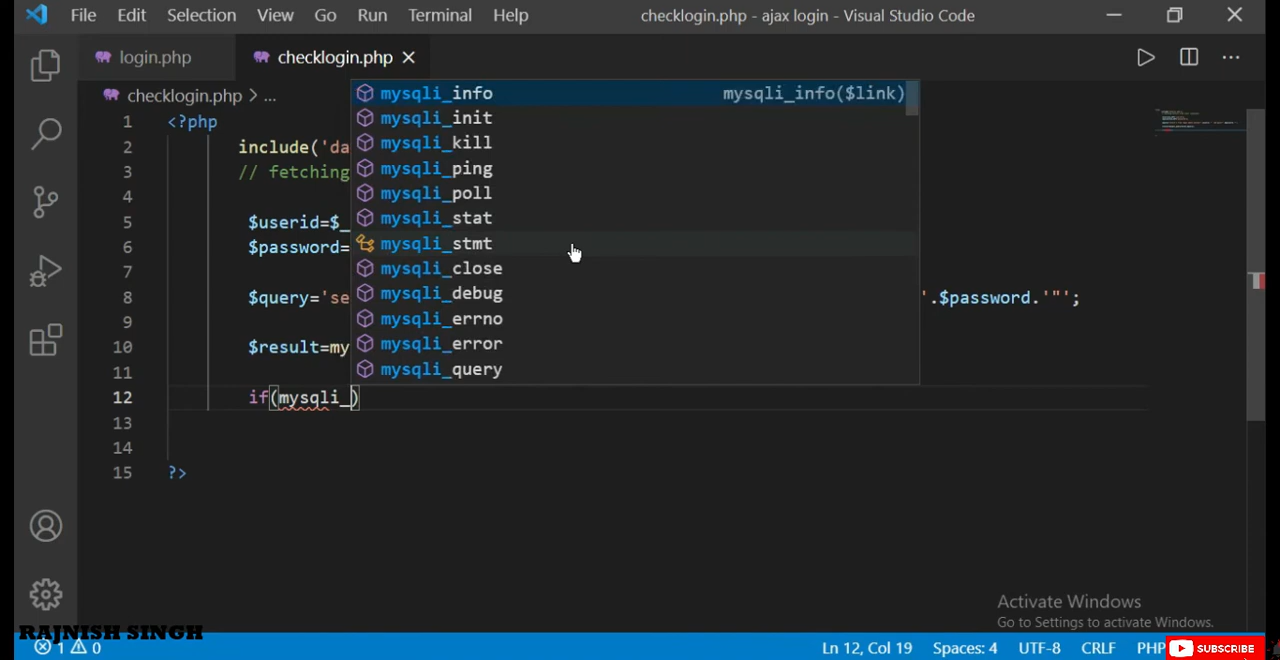 File Edit Selection View Go Run Terminal Help checklogin.php - ajax login - Visual Studio Code
login.php checklogin.php
checklogin.php > ...
mysqli_info mysqli_info($link)
mysqli_init
mysqli_kill
mysqli_ping
mysqli_poll
mysqli_stat
mysqli_stmt
mysqli_close
mysqli_debug
mysqli_errno
mysqli_error
mysqli_query
1 <?php
2 include('da
3 // fetching
4
5 $userid=$_
6 $password=
7
8 $query='se '.$password.'"';
9
10 $result=my
11
12 if(mysqli_)
13
14
15 ?>
Activate Windows
Go to Settings to activate Windows.
RAJNISH SINGH
1 0 Ln 12, Col 19 Spaces: 4 UTF-8 CRLF PHP SUBSCRIBE